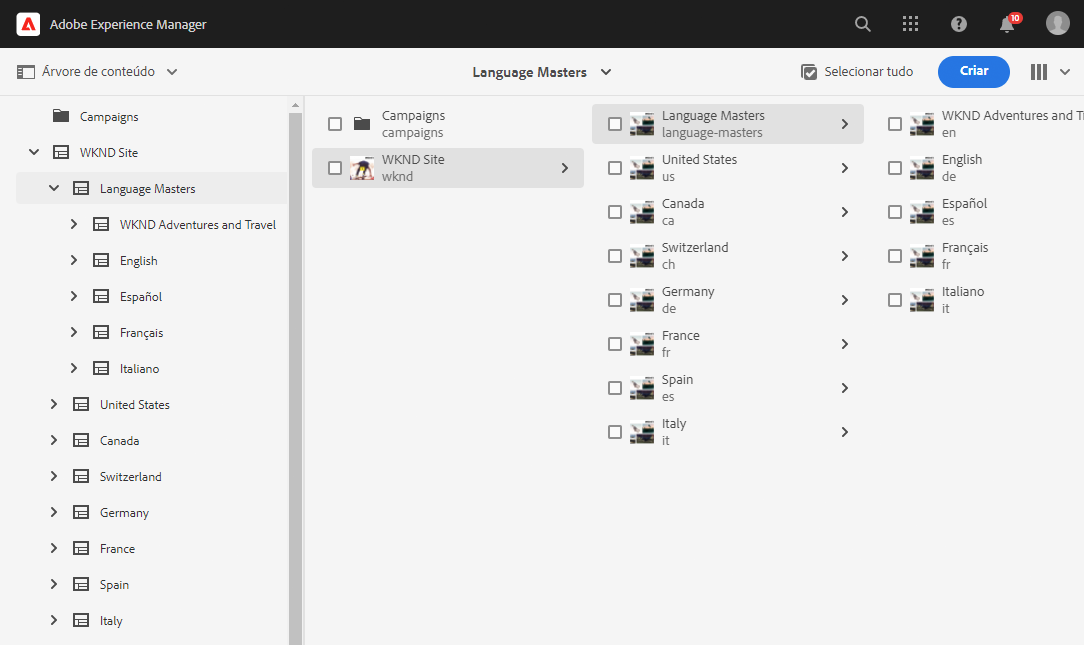 Adobe Experience Manager
10
Árvore de conteúdo
Language Masters
Selecionar tudo
Criar
Campaigns
WKND Site
Language Masters
WKND Adventures and Travel
English
Español
Français
Italiano
United States
Canada
Switzerland
Germany
France
Spain
Italy
Campaigns
campaigns
WKND Site
wknd
Language Masters
language-masters
United States
us
Canada
ca
Switzerland
ch
Germany
de
France
fr
Spain
es
Italy
it
WKND Adventures and T
en
English
de
Español
es
Français
fr
Italiano
it